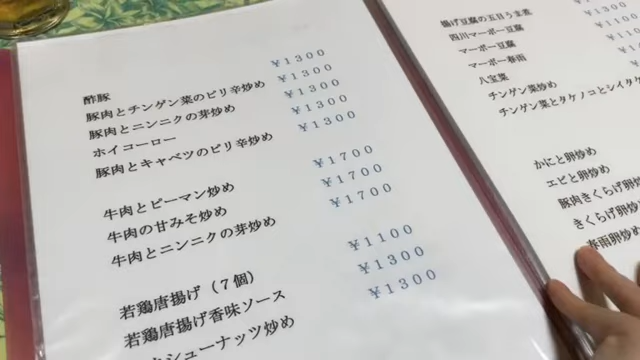 酢豚 ¥1300
豚肉とチンゲン菜のピリ辛炒め ¥1300
豚肉とニンニクの芽炒め ¥1300
ホイコーロー ¥1300
豚肉とキャベツのピリ辛炒め ¥1300
牛肉とピーマン炒め ¥1700
牛肉の甘みそ炒め ¥1700
牛肉とニンニクの芽炒め ¥1700
若鶏唐揚げ(7個) ¥1100
若鶏唐揚げ香味ソース ¥1300
シューナッツ炒め ¥1300
揚げ豆腐の五目うま煮
四川マーボー豆腐 ¥1300
マーボー豆腐 ¥1100
マーボー春雨
八宝菜
チンゲン菜炒め
チンゲン菜とタケノコとシイタケ
かにと卵炒め
エビと卵炒め
豚肉きくらげ卵炒
きくらげ卵炒め
春雨卵炒め